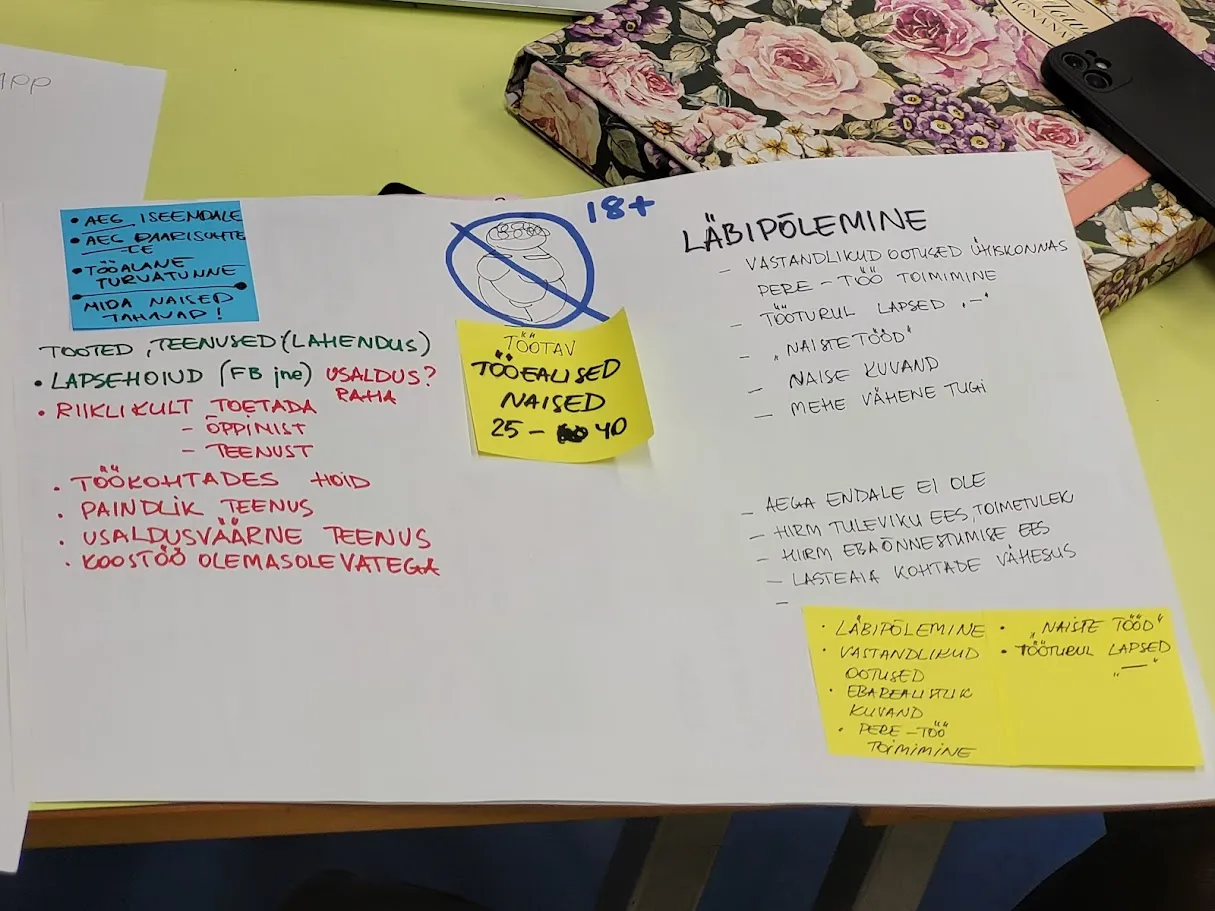 APP
IGNANA
• AEG ISEENDALE
• AEG PAARISUHTE
LE
• TÖÖALANE
TURVATUNNE
MIDA NAISED
TAHAVAD!
TOOTED, TEENUSED (LAHENDUS)
• LAPSEHOIUD (FB jne) USALDUS?
RAHA
• RIIKLIKULT TOETADA
- ÕPPINIST
- TEENUST
• TÖÖKOHTADES HOID
• PAINDLIK TEENUS
• USALDUSVÄÄRNE TEENUS
• KOOSTÖÖ OLEMASOLEVATEGA
18+
TÖÖTAV
TÖÖEALISED
NAISED
25 - 40
LÄBIPÕLEMINE
- VASTANDLIKUD OOTUSED ÜHISKONNAS
PERE - TÖÖ TOIMIMINE
- TÖÖTURUL LAPSED „-"
- „NAISTE TÖÖD"
- NAISE KUVAND
- MEHE VÄHENE TUGI
- AEGA ENDALE EI OLE
- HIRM TULEVIKU EES, TOIMETULEK
- HIRM EBAÕNNESTUMISE EES
- LASTEAIA KOHTADE VÄHESUS
-
• LÄBIPÕLEMINE
• VASTANDLIKUD
OOTUSED
• EBAREALISTLIK
KUVAND
• PERE - TÖÖ
TOIMIMINE
• „NAISTE TÖÖD"
• TÖÖTURUL LAPSED
„—"